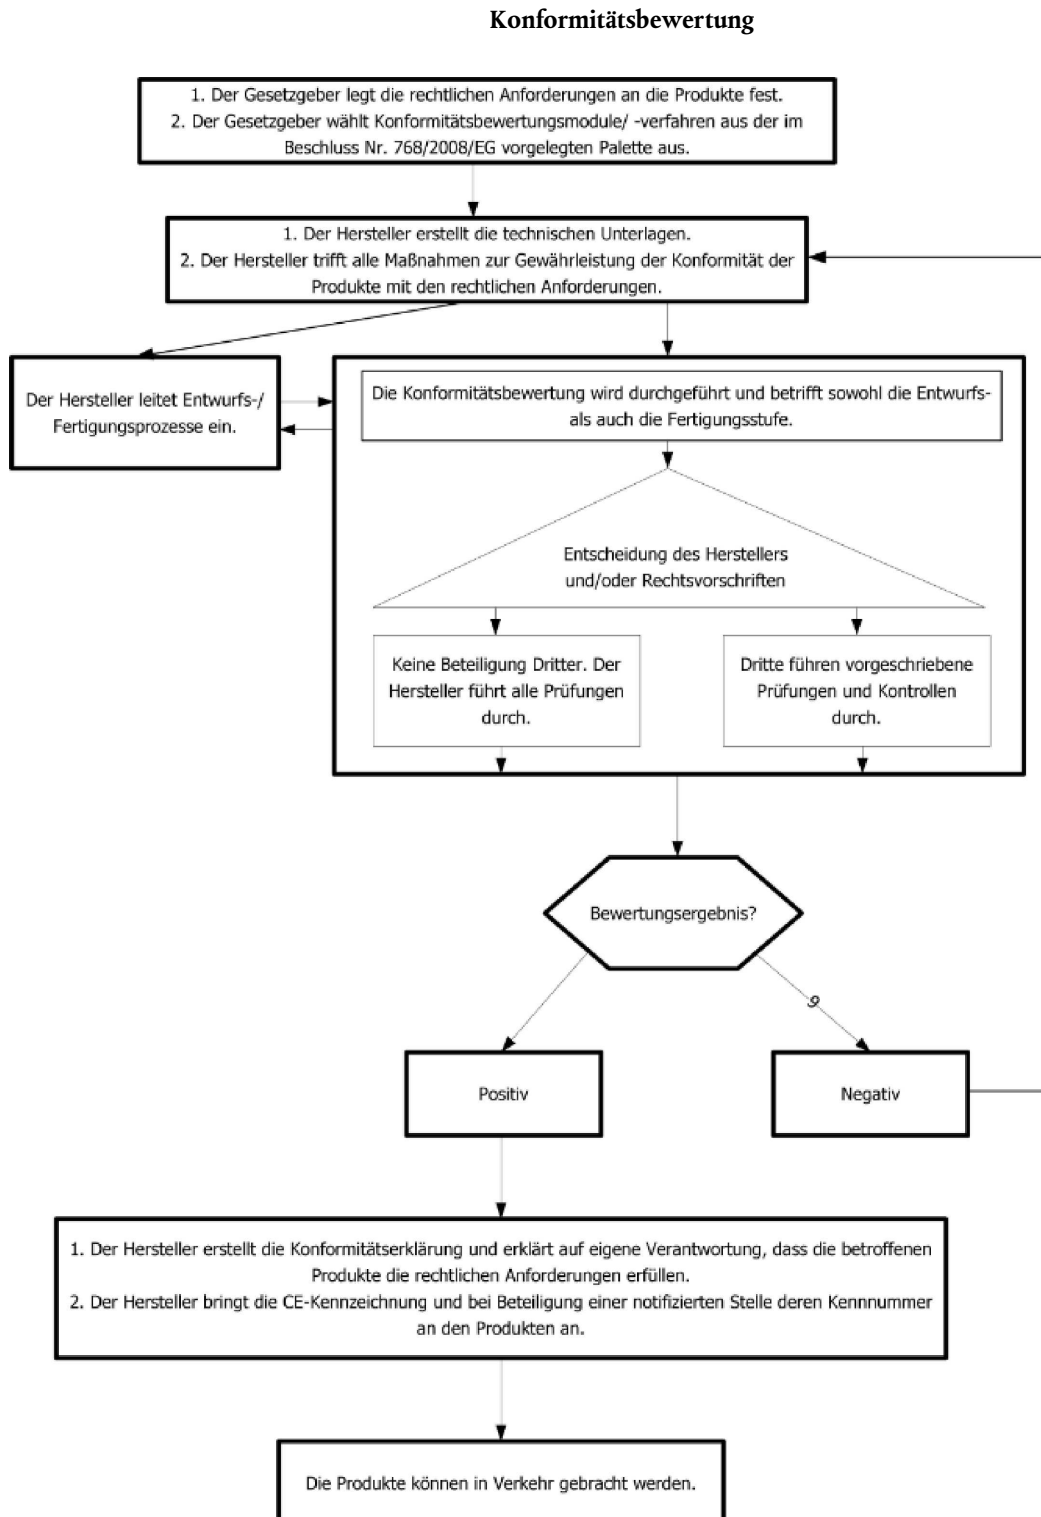 Konformitätsbewertung
1. Der Gesetzgeber legt die rechtlichen Anforderungen an die Produkte fest.
2. Der Gesetzgeber wählt Konformitätsbewertungsmodule/ -verfahren aus der im
Beschluss Nr. 768/2008/EG vorgelegten Palette aus.
1. Der Hersteller erstellt die technischen Unterlagen.
2. Der Hersteller trifft alle Maßnahmen zur Gewährleistung der Konformität der
Produkte mit den rechtlichen Anforderungen.
Der Hersteller leitet Entwurfs-/
Fertigungsprozesse ein.
Die Konformitätsbewertung wird durchgeführt und betrifft sowohl die Entwurfs-
als auch die Fertigungsstufe.
Entscheidung des Herstellers
und/oder Rechtsvorschriften
Keine Beteiligung Dritter. Der
Hersteller führt alle Prüfungen
durch.
Dritte führen vorgeschriebene
Prüfungen und Kontrollen
durch.
Bewertungsergebnis?
9
Positiv
Negativ
1. Der Hersteller erstellt die Konformitätserklärung und erklärt auf eigene Verantwortung, dass die betroffenen
Produkte die rechtlichen Anforderungen erfüllen.
2. Der Hersteller bringt die CE-Kennzeichnung und bei Beteiligung einer notifizierten Stelle deren Kennnummer
an den Produkten an.
Die Produkte können in Verkehr gebracht werden.